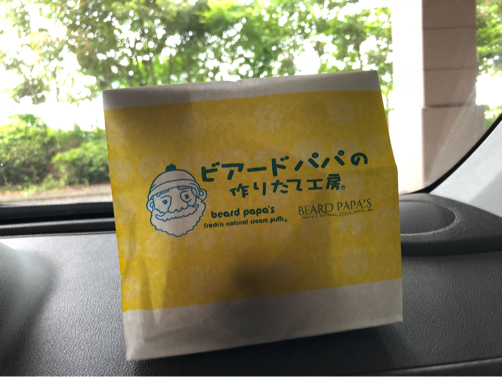 ビアードパパの
作りたて工房。
beard papa's
fresh'n natural cream puffs
BEARD PAPA'S